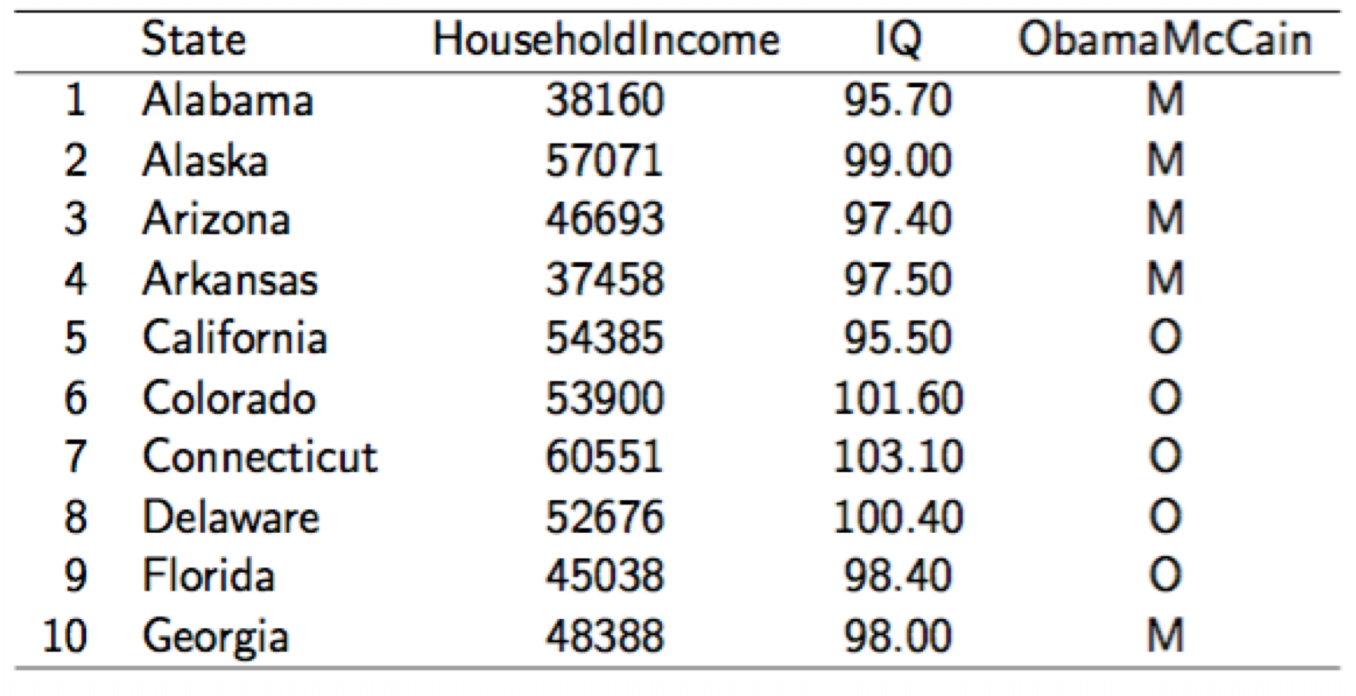 State HouseholdIncome IQ ObamaMcCain
1 Alabama 38160 95.70 M
2 Alaska 57071 99.00 M
3 Arizona 46693 97.40 M
4 Arkansas 37458 97.50 M
5 California 54385 95.50 O
6 Colorado 53900 101.60 O
7 Connecticut 60551 103.10 O
8 Delaware 52676 100.40 O
9 Florida 45038 98.40 O
10 Georgia 48388 98.00 M